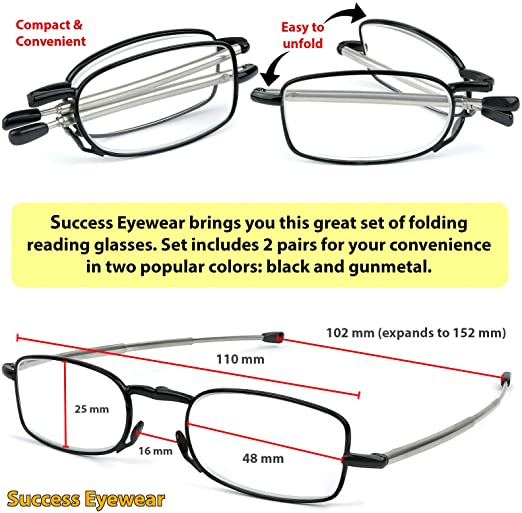 Compact &
Convenient
Easy to
unfold
Success Eyewear brings you this great set of folding
reading glasses. Set includes 2 pairs for your convenience
in two popular colors: black and gunmetal.
102 mm (expands to 152 mm)
110 mm
25 mm
16 mm
48 mm
Success Eyewear